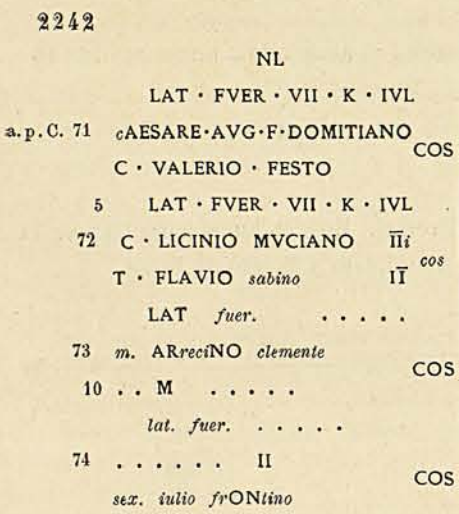 2242
NL
LAT · FVER · VII · K · IVL
a. p. C. 71 cAESARE·AVG·F·DOMITIANO
COS
C · VALERIO · FESTO
5 LAT · FVER · VII · K · IVL
72 C · LICINIO MVCIANO I̅I̅i
cos
T · FLAVIO sabino II̅
LAT fuer. . . . . .
73 m. ARreciNO clemente
COS
10 . . M . . . . .
lat. fuer. . . . . .
74 . . . . . . II
COS
sex. iulio frONtino